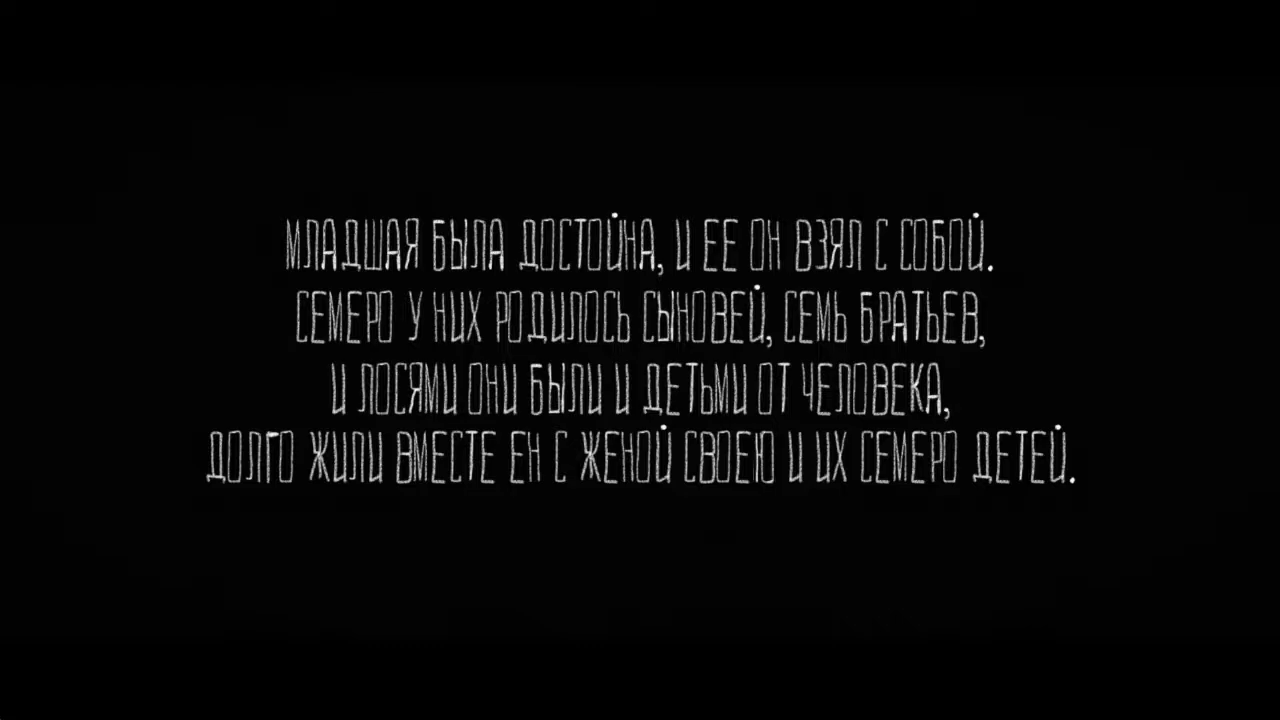 МЛАДШАЯ БЫЛА ДОСТОЙНА, И ЕЕ ОН ВЗЯЛ С СОБОЙ.
СЕМЕРО У НИХ РОДИЛОСЬ СЫНОВЕЙ, СЕМЬ БРАТЬЕВ,
И ЛОСЯМИ ОНИ БЫЛИ И ДЕТЬМИ ОТ ЧЕЛОВЕКА,
ДОЛГО ЖИЛИ ВМЕСТЕ ЕН С ЖЕНОЙ СВОЕЮ И ИХ СЕМЕРО ДЕТЕЙ.